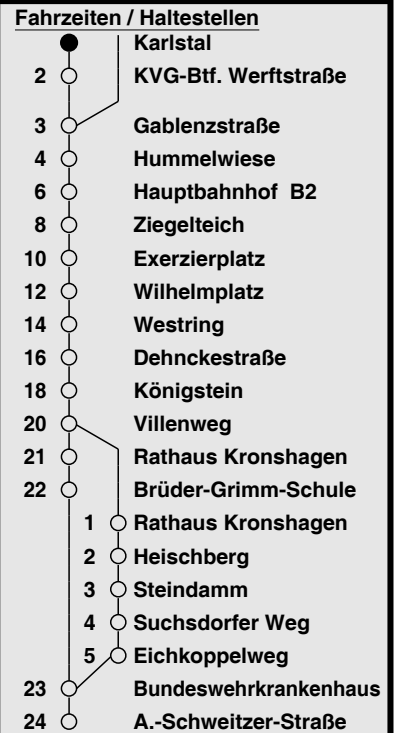 Fahrzeiten / Haltestellen
Karlstal
2 KVG-Btf. Werftstraße
3 Gablenzstraße
4 Hummelwiese
6 Hauptbahnhof B2
8 Ziegelteich
10 Exerzierplatz
12 Wilhelmplatz
14 Westring
16 Dehnckestraße
18 Königstein
20 Villenweg
21 Rathaus Kronshagen
22 Brüder-Grimm-Schule
1 Rathaus Kronshagen
2 Heischberg
3 Steindamm
4 Suchsdorfer Weg
5 Eichkoppelweg
23 Bundeswehrkrankenhaus
24 A.-Schweitzer-Straße